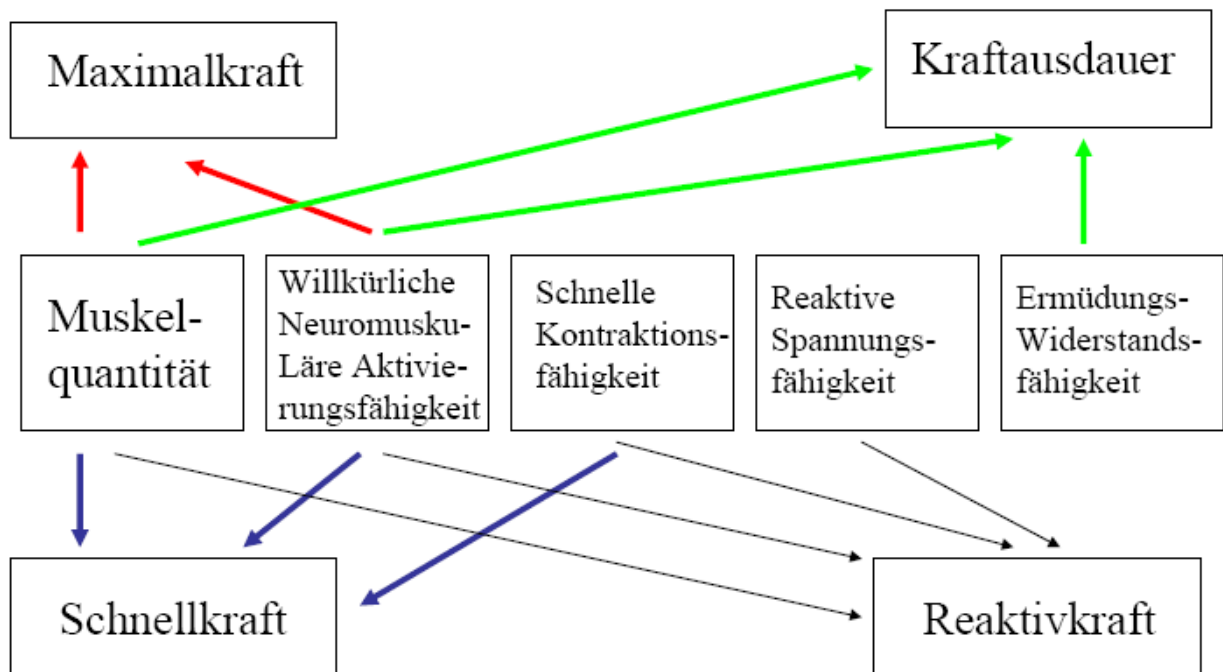 Maximalkraft
Kraftausdauer
Muskel-
quantität
Willkürliche
Neuromusku-
Läre Aktivie-
rungsfähigkeit
Schnelle
Kontraktions-
fähigkeit
Reaktive
Spannungs-
fähigkeit
Ermüdungs-
Widerstands-
fähigkeit
Schnellkraft
Reaktivkraft